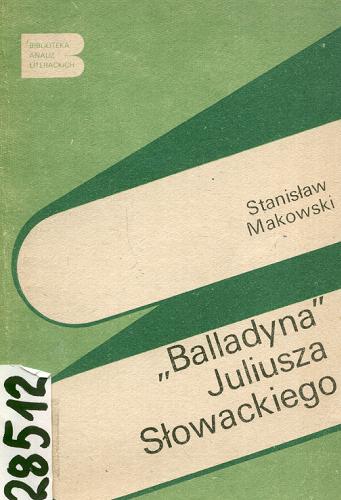 BIBLIOTEKA
ANALIZ
LITERACKICH
Stanisław
Makowski
„Balladyna”
Juliusza
Słowackiego
28512